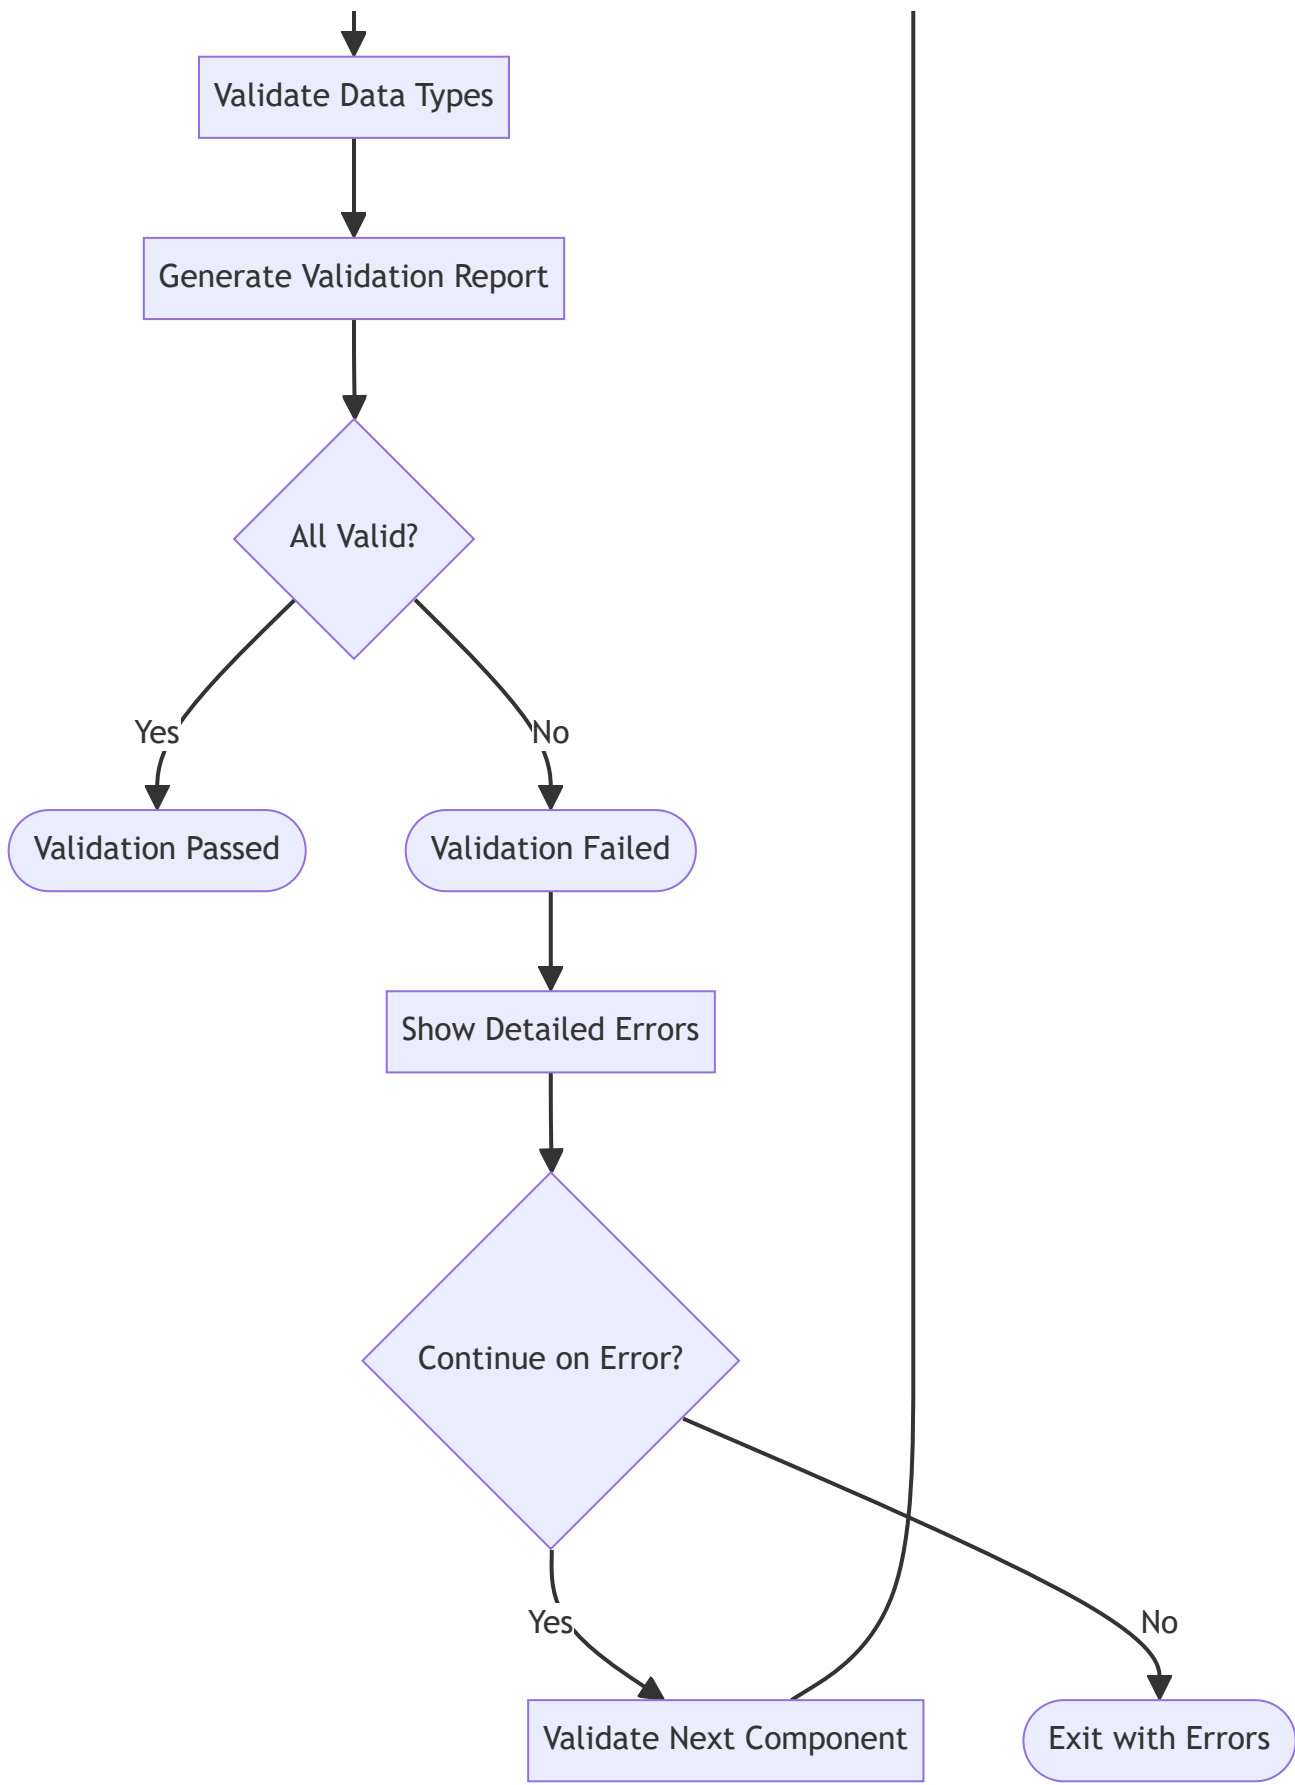 Validate Data Types
Generate Validation Report
All Valid?
Yes
No
Validation Passed
Validation Failed
Show Detailed Errors
Continue on Error?
Yes
No
Validate Next Component
Exit with Errors